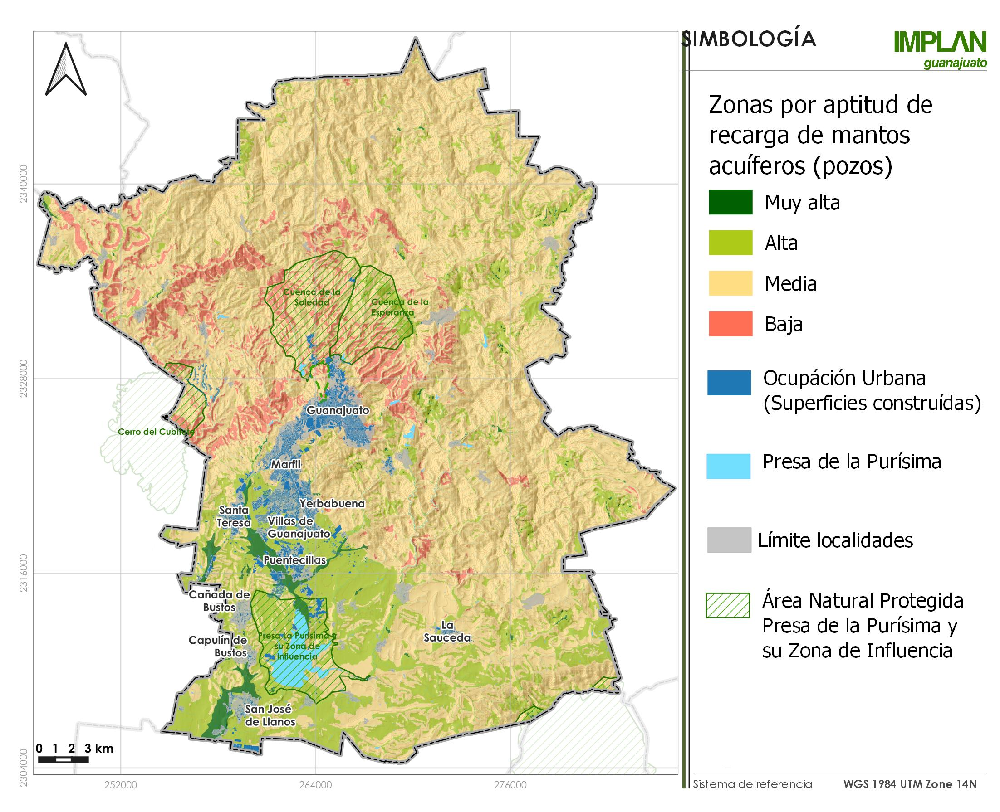 SIMBOLOGÍA
IMPLAN
guanajuato
Zonas por aptitud de
recarga de mantos
acuíferos (pozos)
Muy alta
Alta
Media
Baja
Ocupáción Urbana
(Superficies construídas)
Presa de la Purísima
Límite localidades
Área Natural Protegida
Presa de la Purísima y
su Zona de Influencia
Sistema de referencia
WGS 1984 UTM Zone 14N
2340000
2328000
2316000
2304000
252000
264000
276000
0 1 2 3 km
Cuenca de la
Soledad
Cuenca de la
Esperanza
Guanajuato
Cerro del Cubilete
Marfil
Yerbabuena
Santa
Teresa
Villas de
Guanajuato
Puentecillas
Cañada de
Bustos
La
Sauceda
Capulín de
Bustos
Presa La Purísima y
su Zona de
Influencia
San José
de Llanos